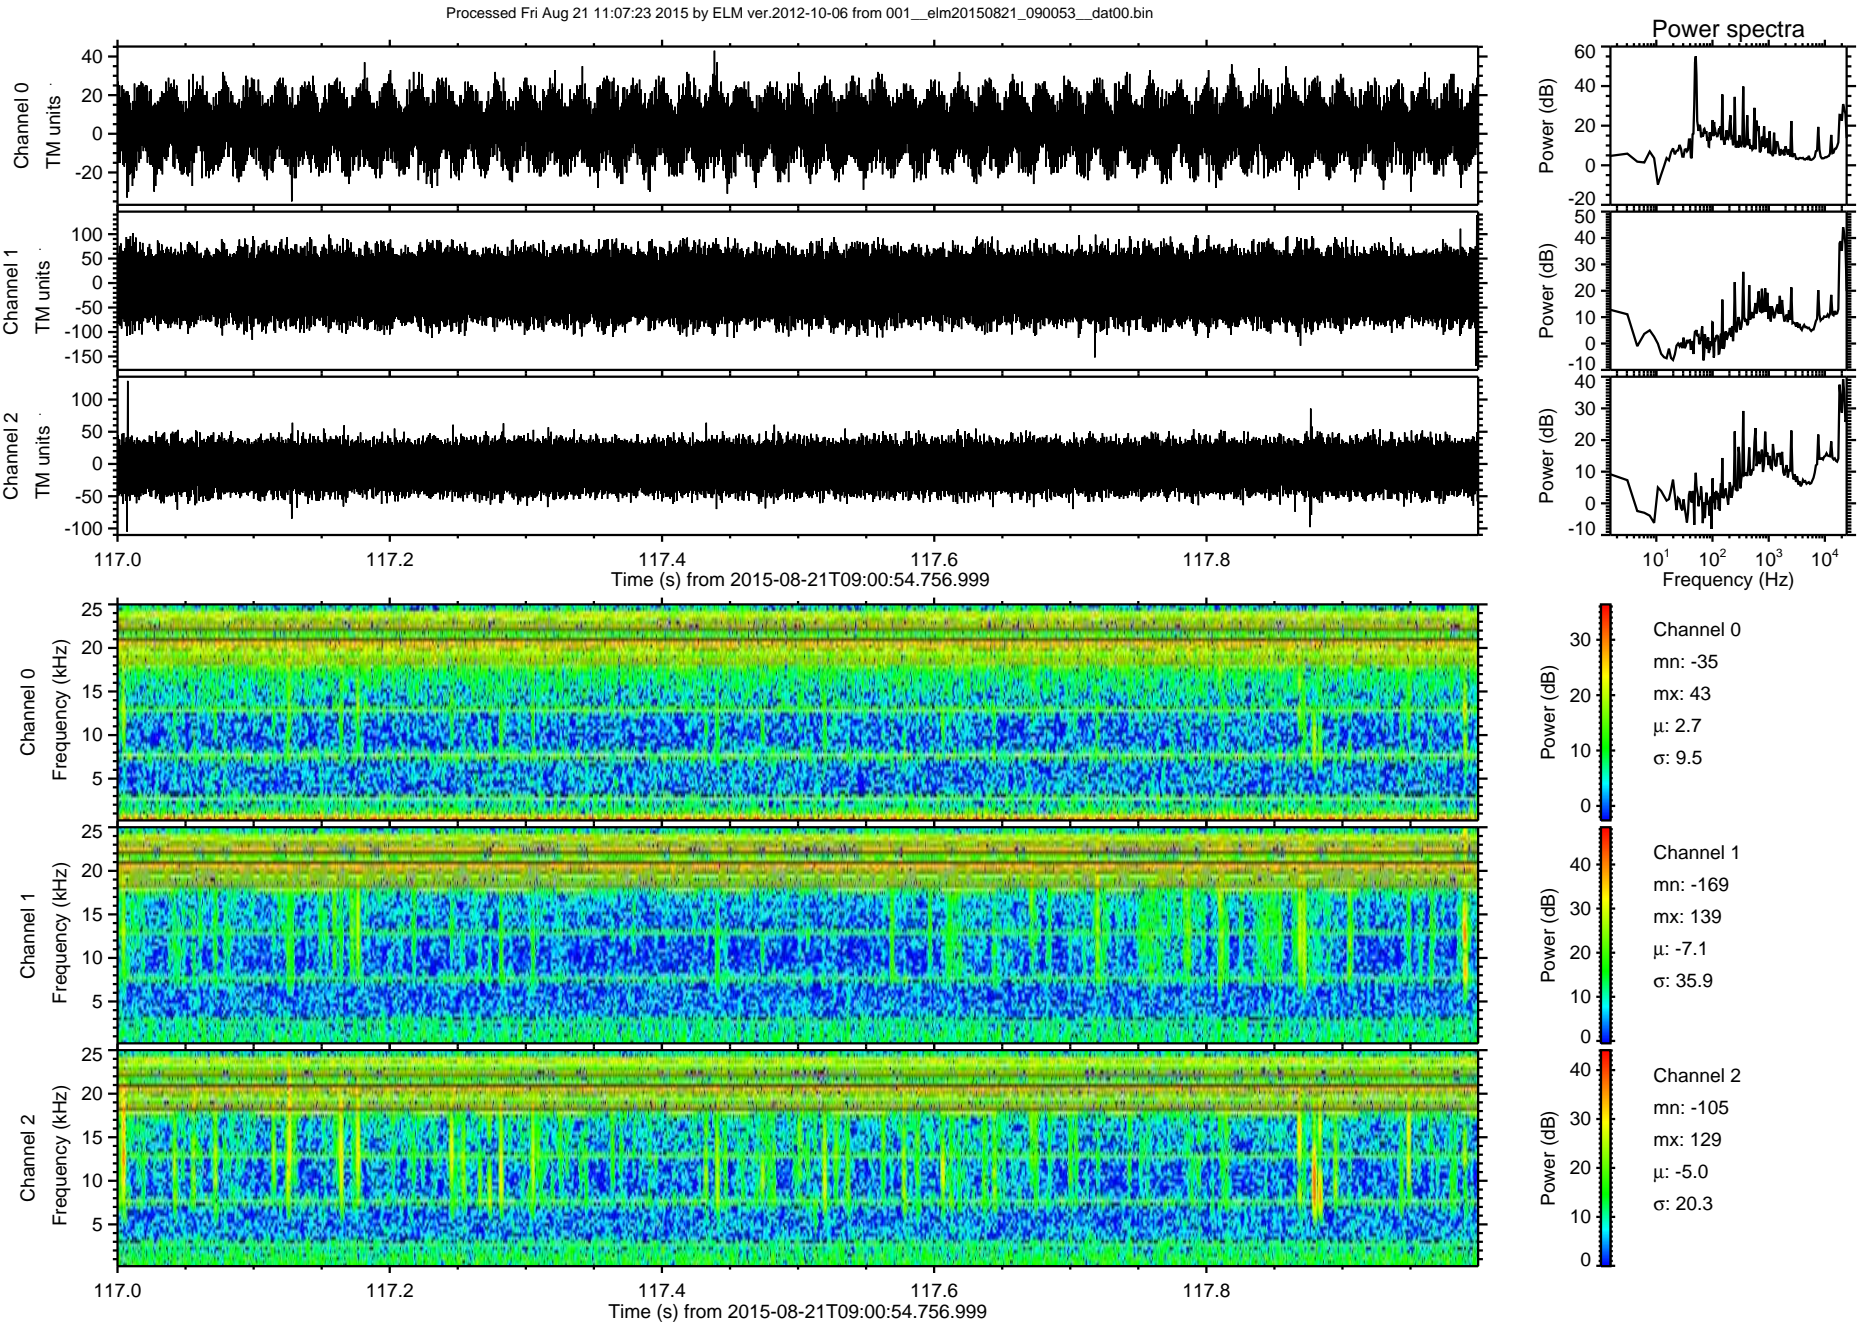 Processed Fri Aug 21 11:07:23 2015 by ELM ver.2012-10-06 from 001__elm20150821_090053__dat00.bin
Power spectra
Channel 0
TM units
40
20
0
-20
Power (dB)
60
40
20
0
-20
Channel 1
TM units
100
50
0
-50
-100
-150
Power (dB)
50
40
30
20
10
0
-10
Channel 2
TM units
100
50
0
-50
-100
Power (dB)
40
30
20
10
0
-10
117.0 117.2 117.4 117.6 117.8
Time (s) from 2015-08-21T09:00:54.756.999
10¹ 10² 10³ 10⁴
Frequency (Hz)
Channel 0
Frequency (kHz)
25
20
15
10
5
Power (dB)
30
20
10
0
Channel 0
mn: -35
mx: 43
μ: 2.7
σ: 9.5
Channel 1
Frequency (kHz)
25
20
15
10
5
Power (dB)
40
30
20
10
0
Channel 1
mn: -169
mx: 139
μ: -7.1
σ: 35.9
Channel 2
Frequency (kHz)
25
20
15
10
5
Power (dB)
40
30
20
10
0
Channel 2
mn: -105
mx: 129
μ: -5.0
σ: 20.3
117.0 117.2 117.4 117.6 117.8
Time (s) from 2015-08-21T09:00:54.756.999